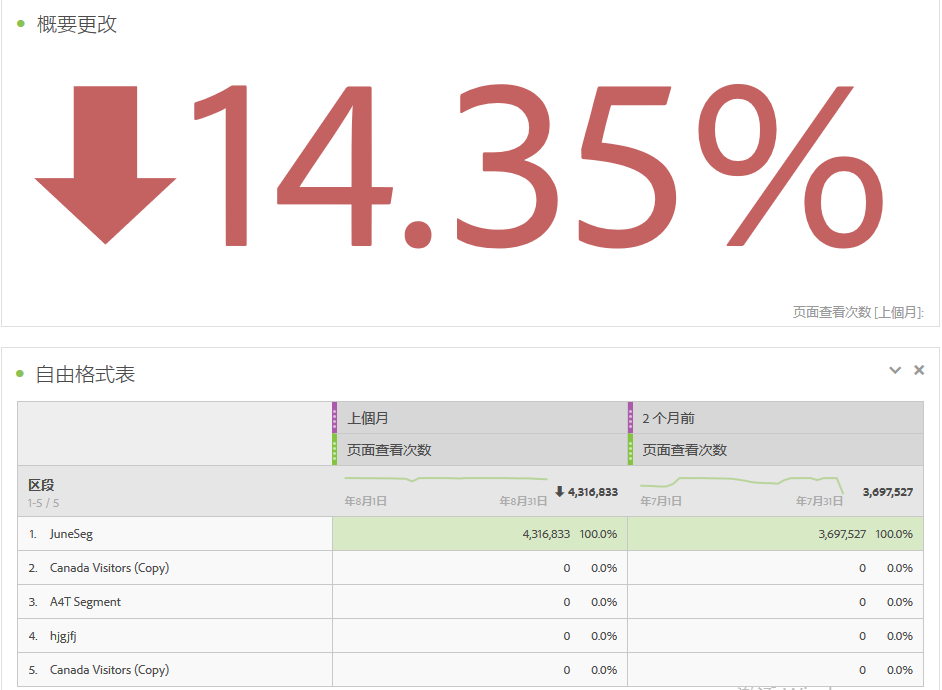 概要更改
14.35%
页面查看次数 [上個月]:
自由格式表
上個月
2 个月前
页面查看次数
页面查看次数
区段
1-5 / 5
年8月1日
年8月31日
4,316,833
年7月1日
年7月31日
3,697,527
1. JuneSeg 4,316,833 100.0% 3,697,527 100.0%
2. Canada Visitors (Copy) 0 0.0% 0 0.0%
3. A4T Segment 0 0.0% 0 0.0%
4. hjgjfj 0 0.0% 0 0.0%
5. Canada Visitors (Copy) 0 0.0% 0 0.0%